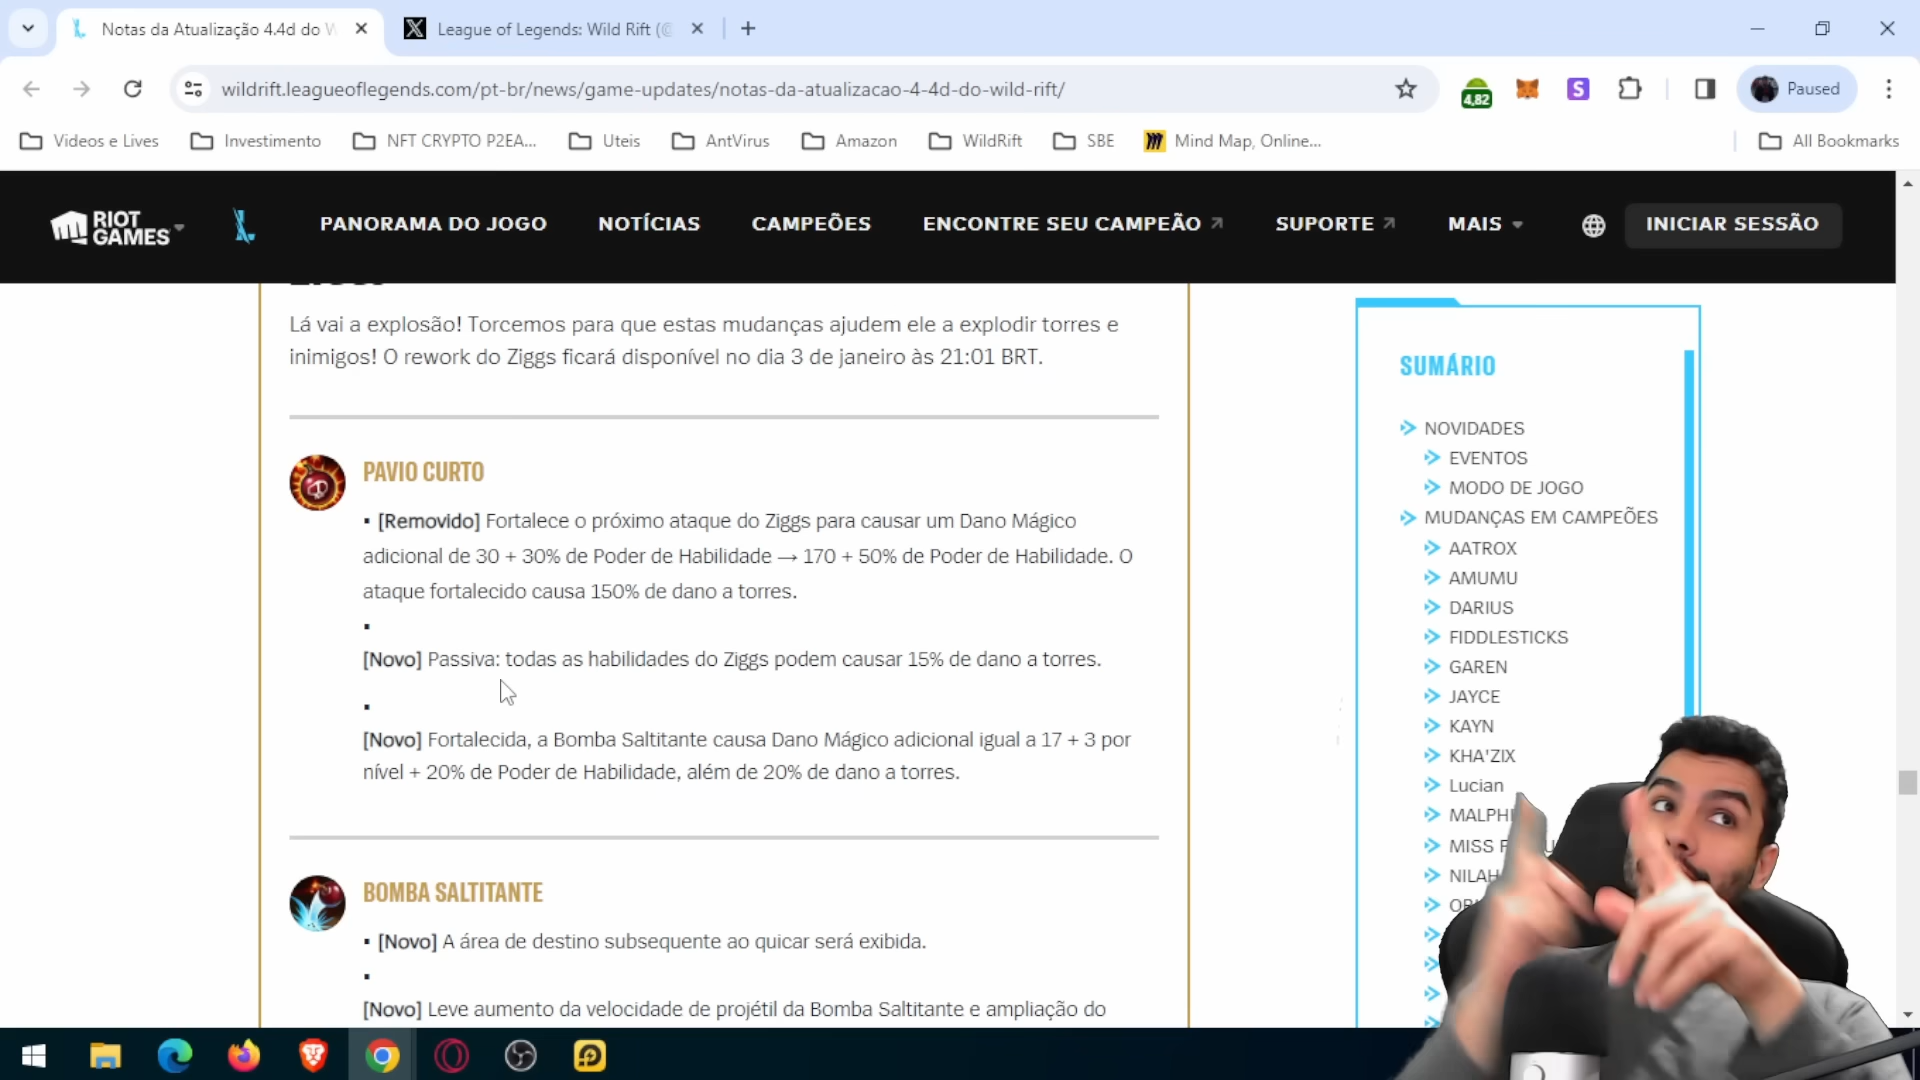 Notas da Atualização 4.4d do W
League of Legends: Wild Rift (@
wildrift.leagueoflegends.com/pt-br/news/game-updates/notas-da-atualizacao-4-4d-do-wild-rift/
4,82
S
Paused
Videos e Lives
Investimento
NFT CRYPTO P2EA...
Uteis
AntVirus
Amazon
WildRift
SBE
Mind Map, Online...
All Bookmarks
RIOT
GAMES
PANORAMA DO JOGO
NOTÍCIAS
CAMPEÕES
ENCONTRE SEU CAMPEÃO
SUPORTE
MAIS
INICIAR SESSÃO
Lá vai a explosão! Torcemos para que estas mudanças ajudem ele a explodir torres e
inimigos! O rework do Ziggs ficará disponível no dia 3 de janeiro às 21:01 BRT.
PAVIO CURTO
▪ [Removido] Fortalece o próximo ataque do Ziggs para causar um Dano Mágico
adicional de 30 + 30% de Poder de Habilidade → 170 + 50% de Poder de Habilidade. O
ataque fortalecido causa 150% de dano a torres.
▪
[Novo] Passiva: todas as habilidades do Ziggs podem causar 15% de dano a torres.
▪
[Novo] Fortalecida, a Bomba Saltitante causa Dano Mágico adicional igual a 17 + 3 por
nível + 20% de Poder de Habilidade, além de 20% de dano a torres.
BOMBA SALTITANTE
▪ [Novo] A área de destino subsequente ao quicar será exibida.
▪
[Novo] Leve aumento da velocidade de projétil da Bomba Saltitante e ampliação do
SUMÁRIO
NOVIDADES
EVENTOS
MODO DE JOGO
MUDANÇAS EM CAMPEÕES
AATROX
AMUMU
DARIUS
FIDDLESTICKS
GAREN
JAYCE
KAYN
KHA'ZIX
Lucian
MALPH
MISS F
NILAH